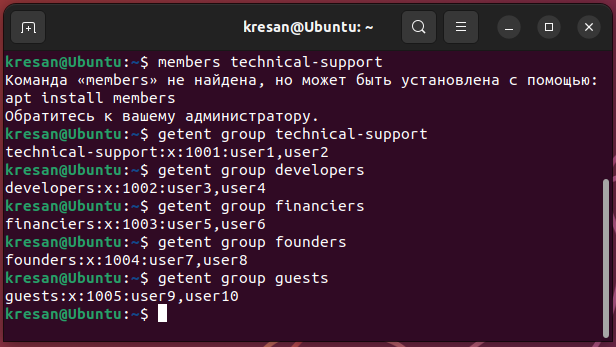 kresan@Ubuntu: ~
kresan@Ubuntu:~$ members technical-support
Команда «members» не найдена, но может быть установлена с помощью:
apt install members
Обратитесь к вашему администратору.
kresan@Ubuntu:~$ getent group technical-support
technical-support:x:1001:user1,user2
kresan@Ubuntu:~$ getent group developers
developers:x:1002:user3,user4
kresan@Ubuntu:~$ getent group financiers
financiers:x:1003:user5,user6
kresan@Ubuntu:~$ getent group founders
founders:x:1004:user7,user8
kresan@Ubuntu:~$ getent group guests
guests:x:1005:user9,user10
kresan@Ubuntu:~$